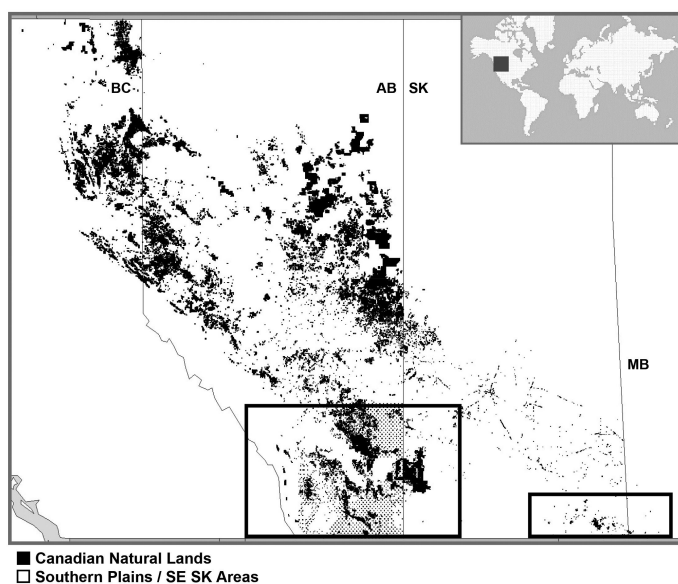 BC
AB SK
MB
Canadian Natural Lands
Southern Plains / SE SK Areas